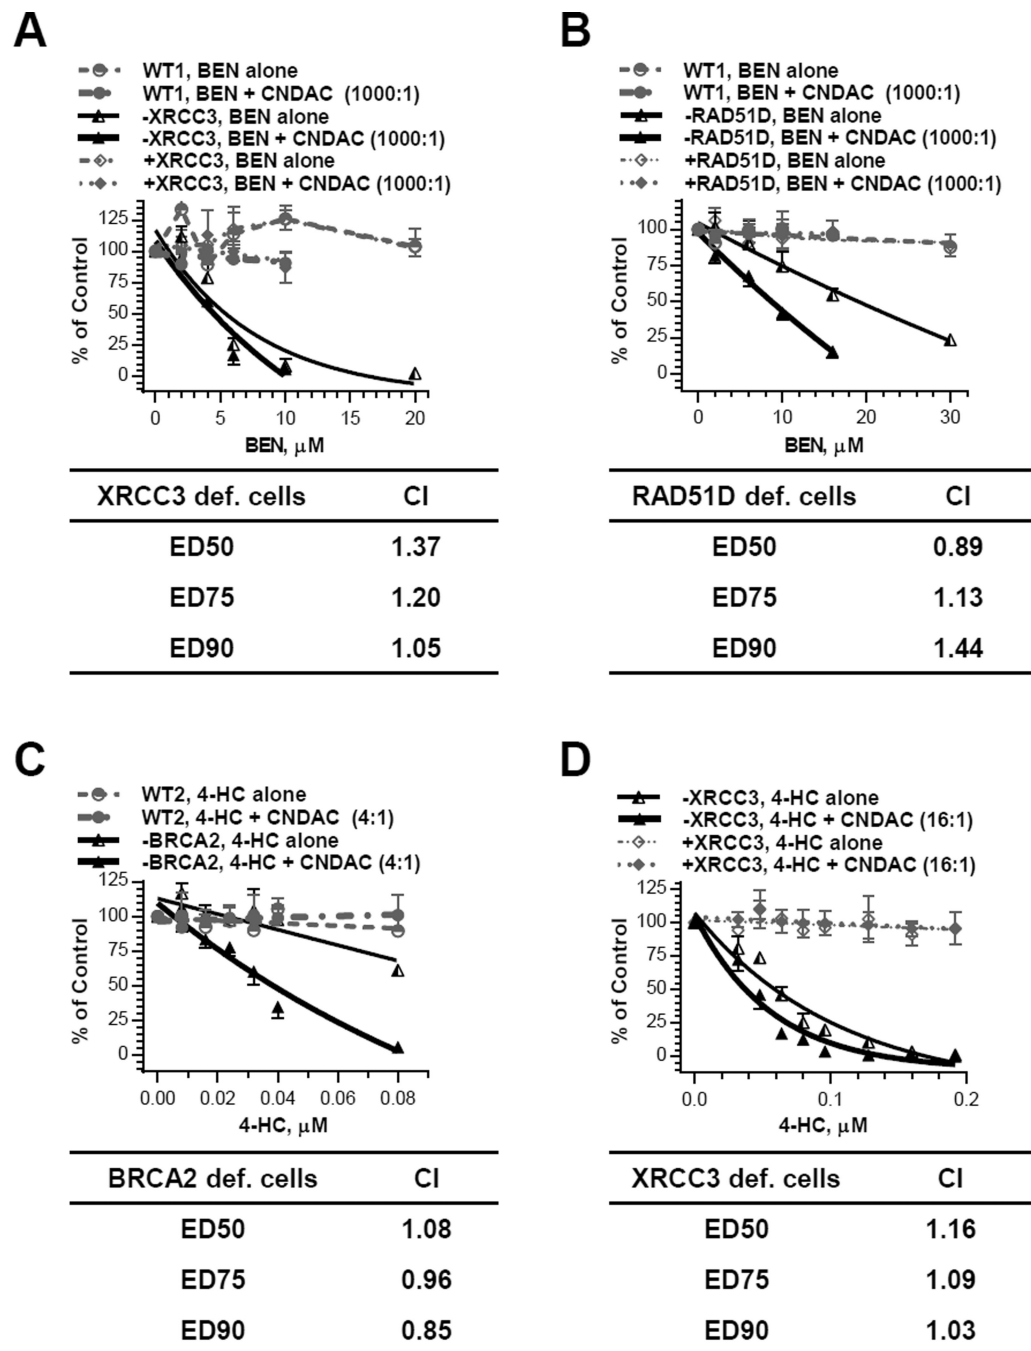 A
WT1, BEN alone
WT1, BEN + CNDAC (1000:1)
-XRCC3, BEN alone
-XRCC3, BEN + CNDAC (1000:1)
+XRCC3, BEN alone
+XRCC3, BEN + CNDAC (1000:1)
% of Control
125
100
75
50
25
0
0 5 10 15 20
BEN, μM
XRCC3 def. cells CI
ED50 1.37
ED75 1.20
ED90 1.05
B
WT1, BEN alone
WT1, BEN + CNDAC (1000:1)
-RAD51D, BEN alone
-RAD51D, BEN + CNDAC (1000:1)
+RAD51D, BEN alone
+RAD51D, BEN + CNDAC (1000:1)
% of Control
100
75
50
25
0
0 10 20 30
BEN, μM
RAD51D def. cells CI
ED50 0.89
ED75 1.13
ED90 1.44
C
WT2, 4-HC alone
WT2, 4-HC + CNDAC (4:1)
-BRCA2, 4-HC alone
-BRCA2, 4-HC + CNDAC (4:1)
% of Control
125
100
75
50
25
0
0.00 0.02 0.04 0.06 0.08
4-HC, μM
BRCA2 def. cells CI
ED50 1.08
ED75 0.96
ED90 0.85
D
-XRCC3, 4-HC alone
-XRCC3, 4-HC + CNDAC (16:1)
+XRCC3, 4-HC alone
+XRCC3, 4-HC + CNDAC (16:1)
% of Control
125
100
75
50
25
0
0.0 0.1 0.2
4-HC, μM
XRCC3 def. cells CI
ED50 1.16
ED75 1.09
ED90 1.03